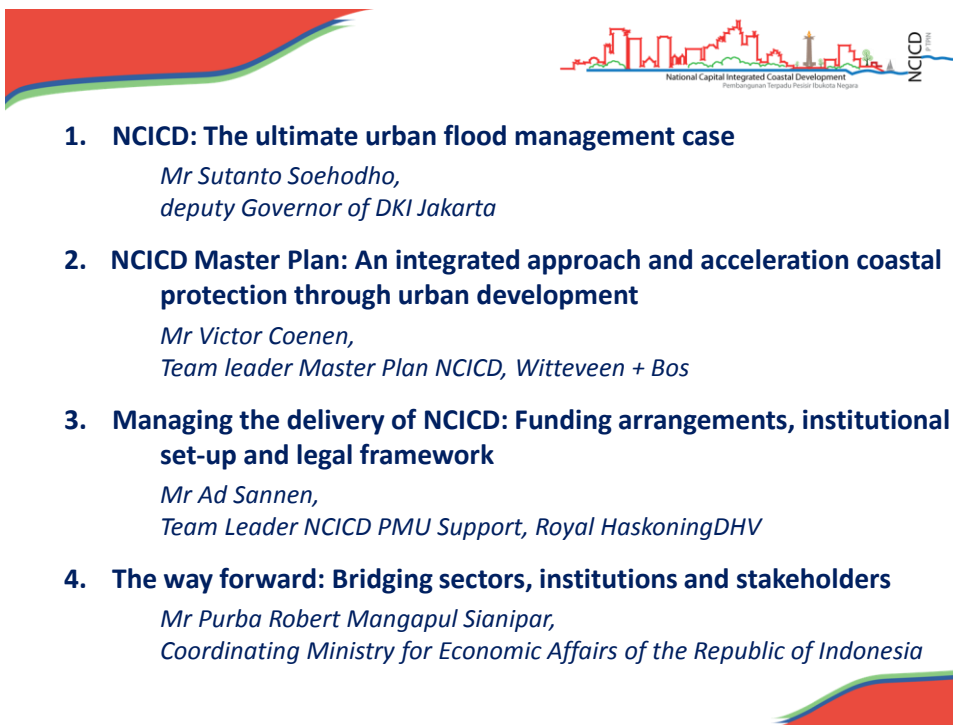 National Capital Integrated Coastal Development
Pembangunan Terpadu Pesisir Ibukota Negara
NCICD
PTPIN
1. NCICD: The ultimate urban flood management case
Mr Sutanto Soehodho,
deputy Governor of DKI Jakarta
2. NCICD Master Plan: An integrated approach and acceleration coastal
protection through urban development
Mr Victor Coenen,
Team leader Master Plan NCICD, Witteveen + Bos
3. Managing the delivery of NCICD: Funding arrangements, institutional
set-up and legal framework
Mr Ad Sannen,
Team Leader NCICD PMU Support, Royal HaskoningDHV
4. The way forward: Bridging sectors, institutions and stakeholders
Mr Purba Robert Mangapul Sianipar,
Coordinating Ministry for Economic Affairs of the Republic of Indonesia